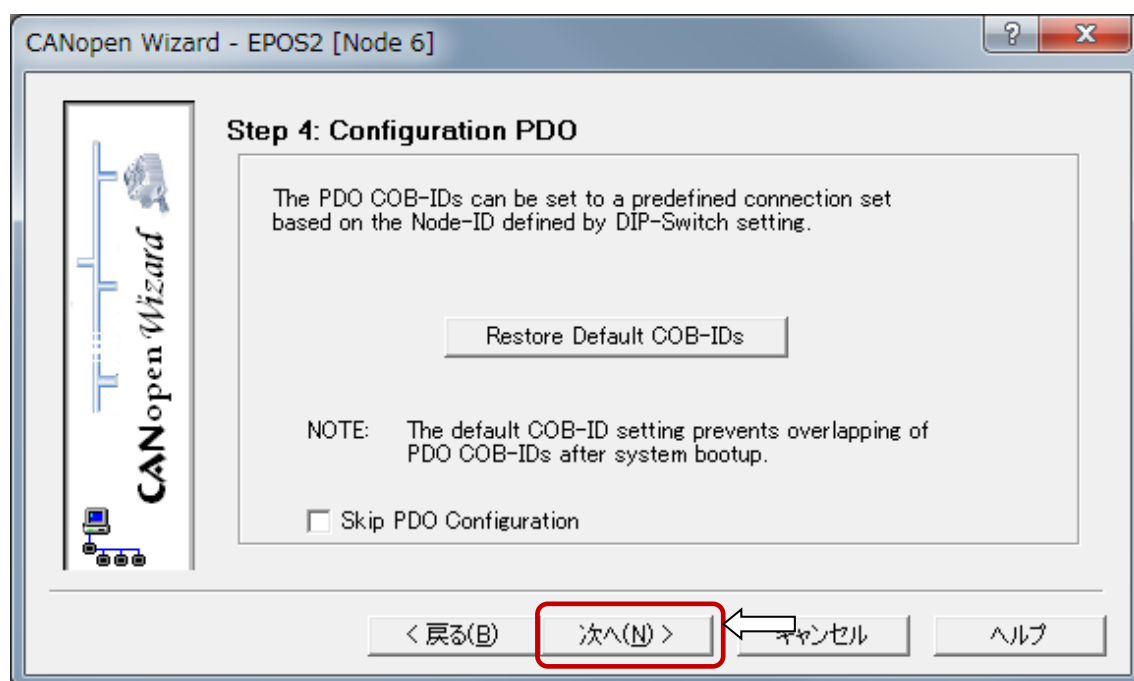 CANopen Wizard - EPOS2 [Node 6]
CANopen Wizard
Step 4: Configuration PDO
The PDO COB-IDs can be set to a predefined connection set
based on the Node-ID defined by DIP-Switch setting.
Restore Default COB-IDs
NOTE: The default COB-ID setting prevents overlapping of
PDO COB-IDs after system bootup.
Skip PDO Configuration
< 戻る(B) 次へ(N) > キャンセル ヘルプ